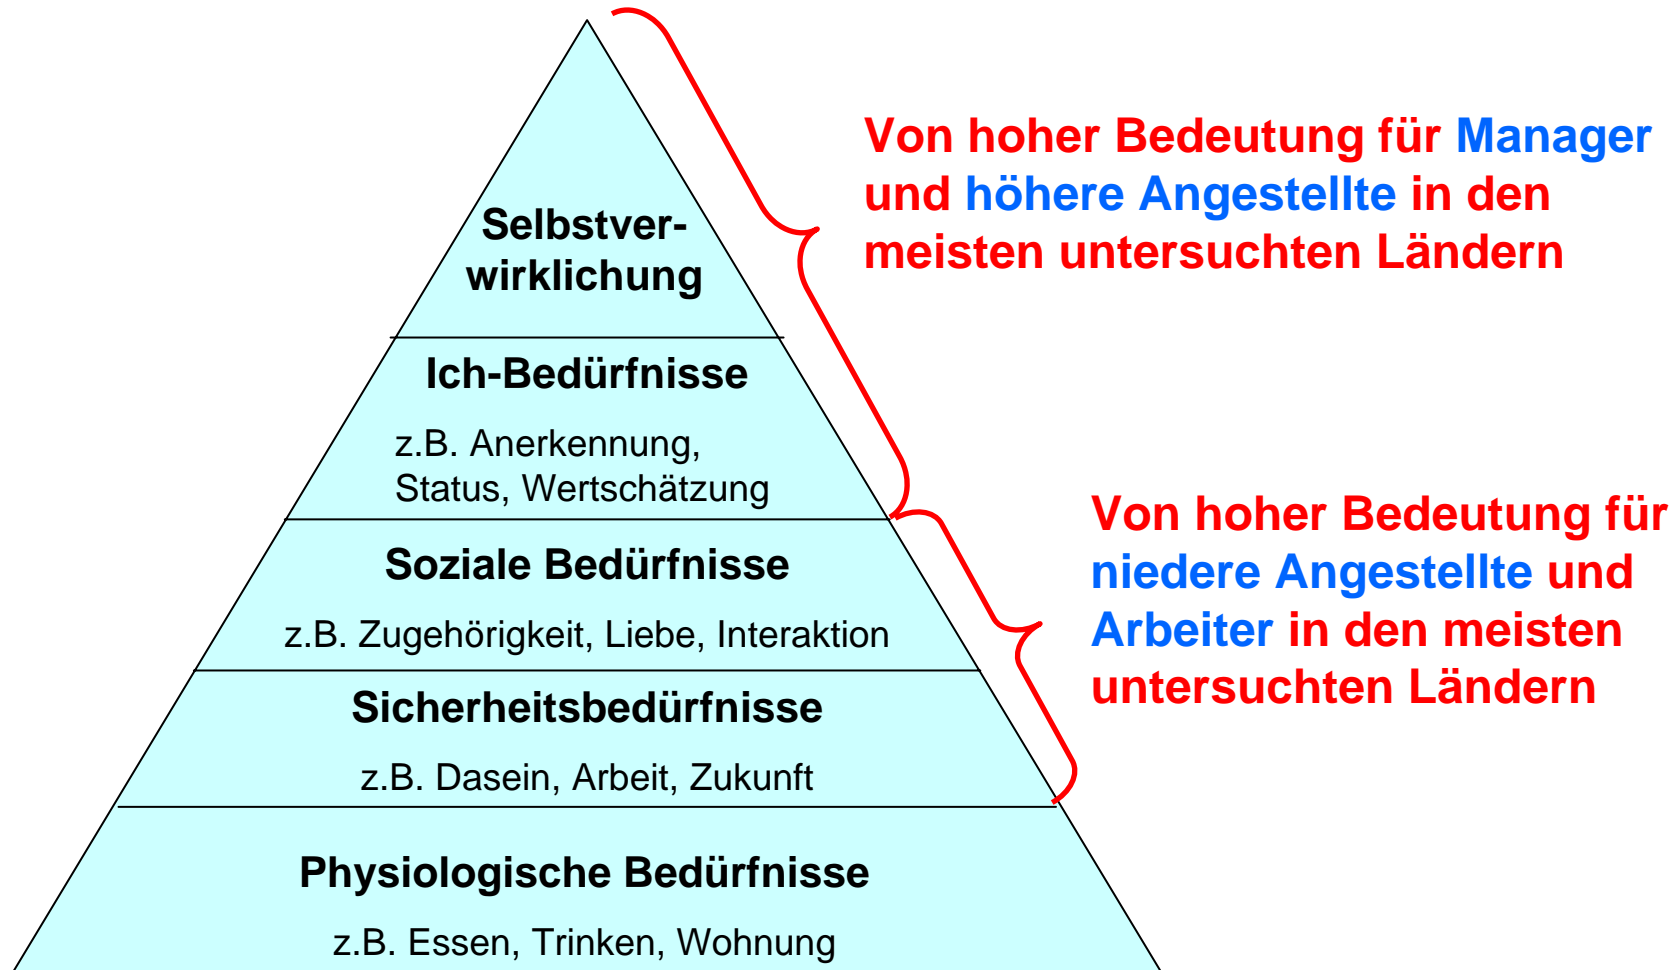 Von hoher Bedeutung für Manager
und höhere Angestellte in den
meisten untersuchten Ländern
Selbstver-
wirklichung
Ich-Bedürfnisse
z.B. Anerkennung,
Status, Wertschätzung
Von hoher Bedeutung für
niedere Angestellte und
Arbeiter in den meisten
untersuchten Ländern
Soziale Bedürfnisse
z.B. Zugehörigkeit, Liebe, Interaktion
Sicherheitsbedürfnisse
z.B. Dasein, Arbeit, Zukunft
Physiologische Bedürfnisse
z.B. Essen, Trinken, Wohnung